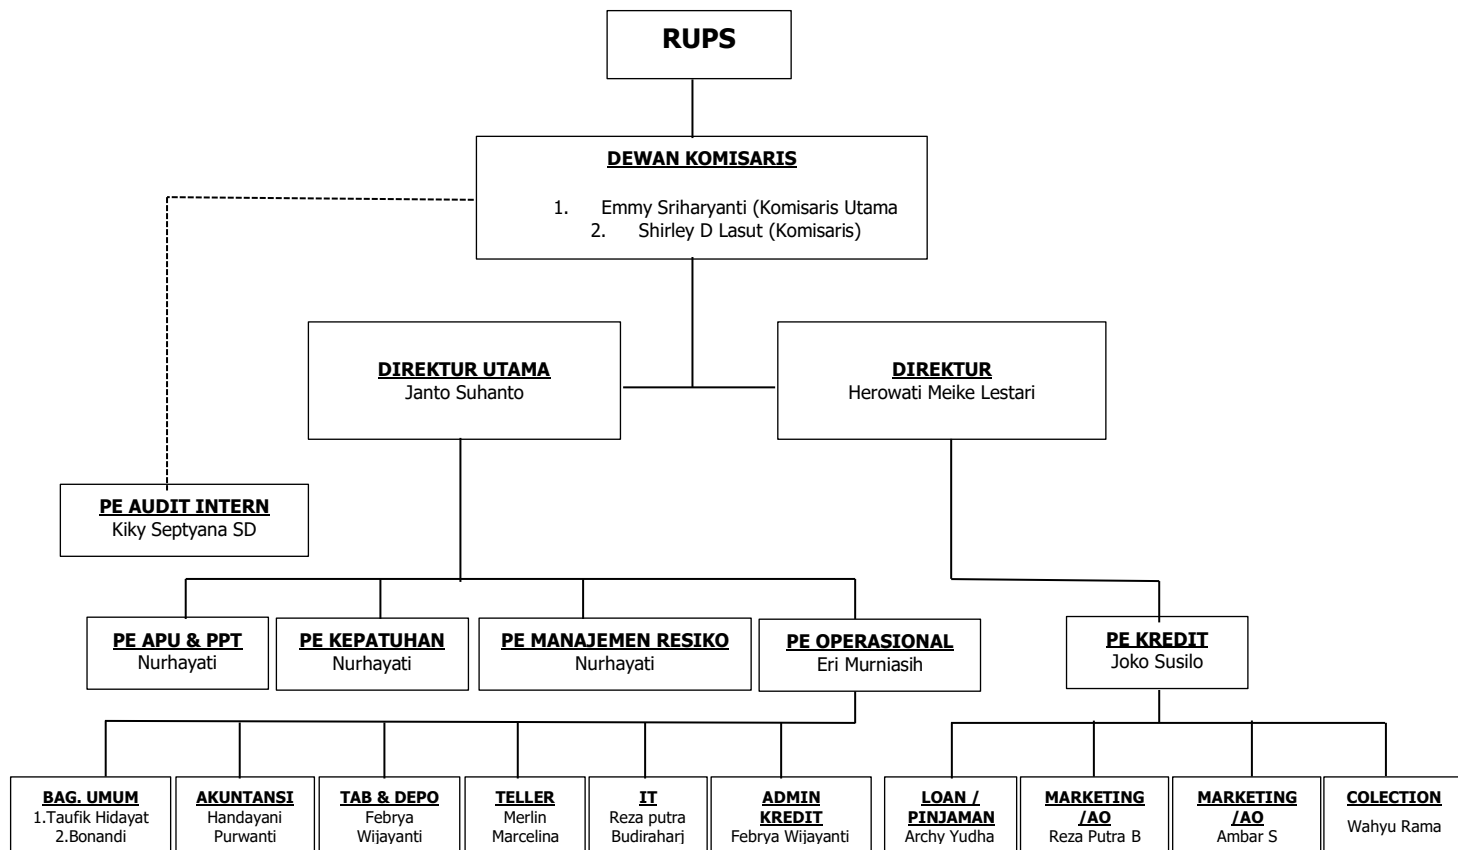 RUPS
DEWAN KOMISARIS
1. Emmy Sriharyanti (Komisaris Utama
2. Shirley D Lasut (Komisaris)
DIREKTUR UTAMA
Janto Suhanto
DIREKTUR
Herowati Meike Lestari
PE AUDIT INTERN
Kiky Septyana SD
PE APU & PPT
Nurhayati
PE KEPATUHAN
Nurhayati
PE MANAJEMEN RESIKO
Nurhayati
PE OPERASIONAL
Eri Murniasih
PE KREDIT
Joko Susilo
BAG. UMUM
1.Taufik Hidayat
2.Bonandi
AKUNTANSI
Handayani
Purwanti
TAB & DEPO
Febrya
Wijayanti
TELLER
Merlin
Marcelina
IT
Reza putra
Budiraharj
ADMIN
KREDIT
Febrya Wijayanti
LOAN /
PINJAMAN
Archy Yudha
MARKETING
/AO
Reza Putra B
MARKETING
/AO
Ambar S
COLECTION
Wahyu Rama